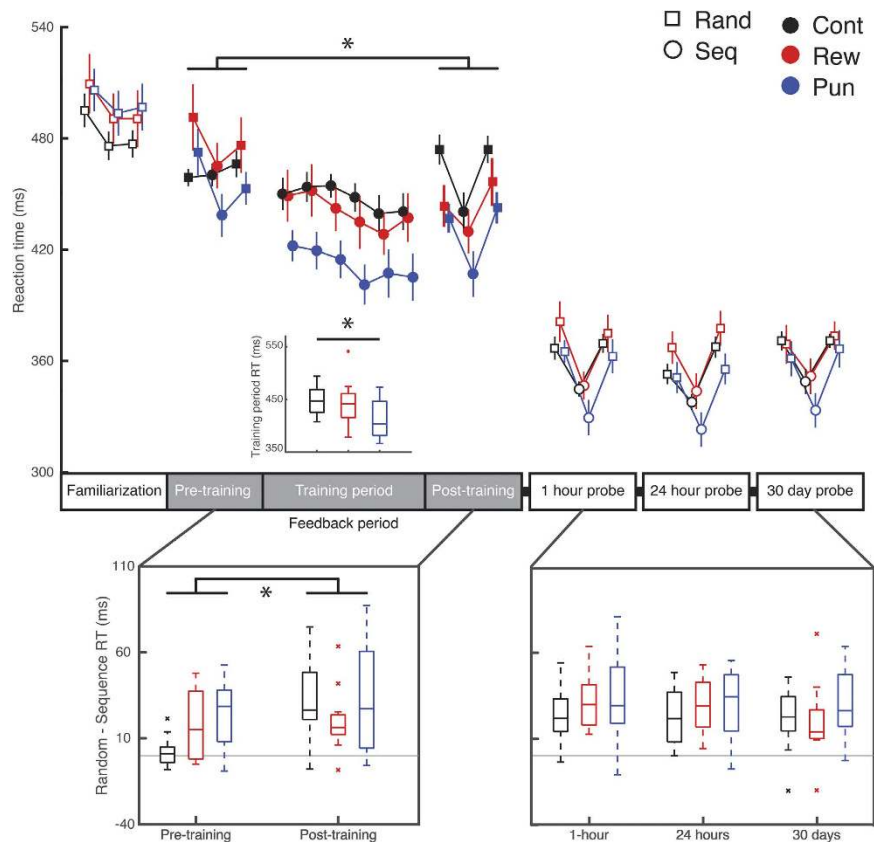 540
480
420
360
300
Reaction time (ms)
Rand
Seq
Cont
Rew
Pun
*
*
Training period RT (ms)
550
450
350
Familiarization
Pre-training
Training period
Post-training
1 hour probe
24 hour probe
30 day probe
Feedback period
110
60
10
-40
Random - Sequence RT (ms)
*
Pre-training
Post-training
1-hour
24 hours
30 days